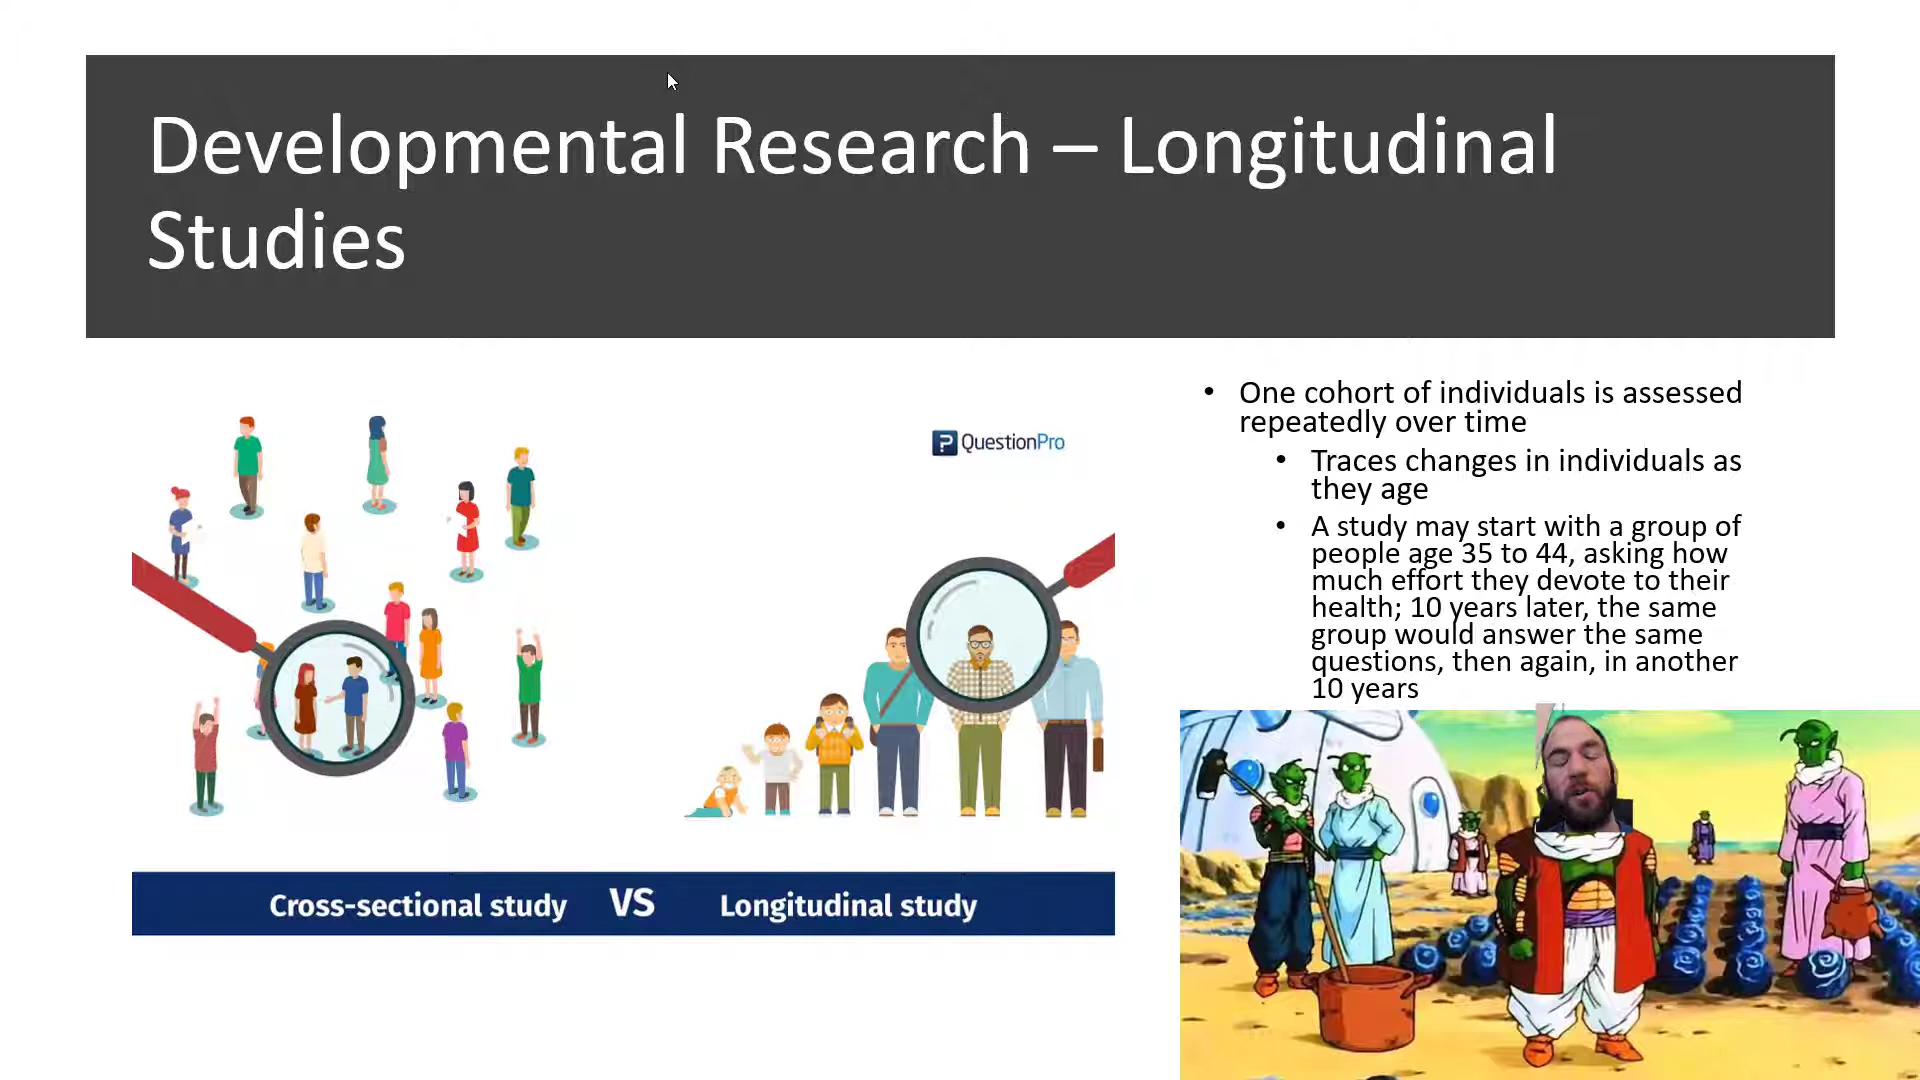 Developmental Research – Longitudinal
Studies
QuestionPro
Cross-sectional study VS Longitudinal study
• One cohort of individuals is assessed
repeatedly over time
• Traces changes in individuals as
they age
• A study may start with a group of
people age 35 to 44, asking how
much effort they devote to their
health; 10 years later, the same
group would answer the same
questions, then again, in another
10 years